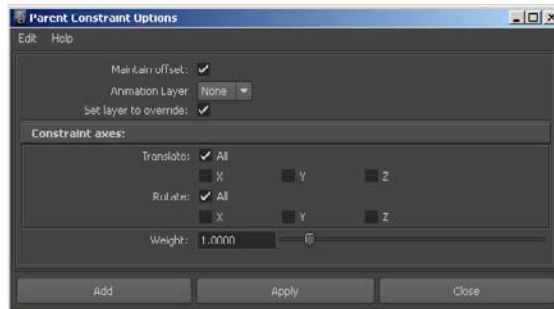 Parent Constraint Options
Edit Help
Maintain offset:
Animation Layer None
Set layer to override:
Constraint axes:
Translate: All
X Y Z
Rotate: All
X Y Z
Weight: 1.0000
Add Apply Close